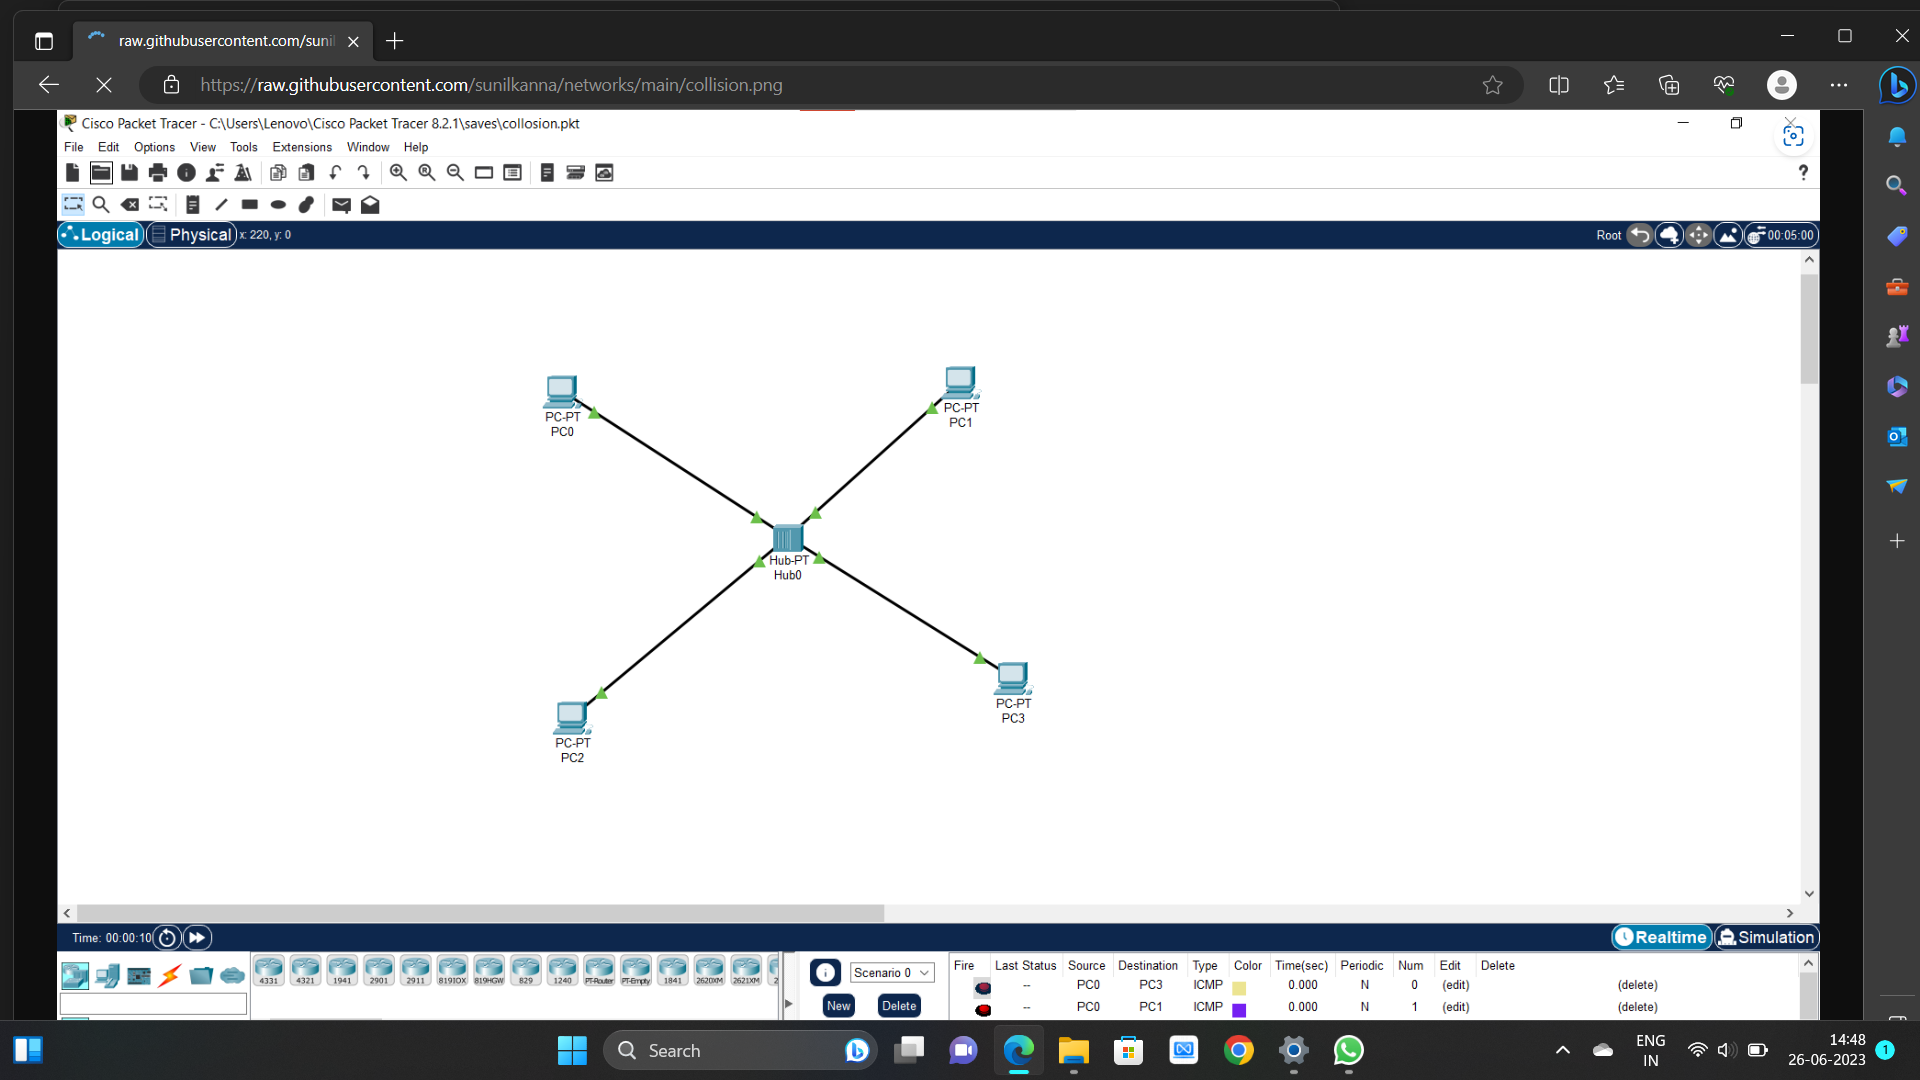 raw.githubusercontent.com/sunil
https://raw.githubusercontent.com/sunilkanna/networks/main/collision.png
Cisco Packet Tracer - C:\Users\Lenovo\Cisco Packet Tracer 8.2.1\saves\collosion.pkt
File Edit Options View Tools Extensions Window Help
?
Logical Physical x: 220, y: 0 Root 00:05:00
PC-PT
PC0
PC-PT
PC1
Hub-PT
Hub0
PC-PT
PC3
PC-PT
PC2
Time: 00:00:10 Realtime Simulation
4331 4321 1941 2901 2911 819IOX 819HGW 829 1240 PT-Router PT-Empty 1841 2620XM 2621XM 2
Scenario 0
New Delete
Fire Last Status Source Destination Type Color Time(sec) Periodic Num Edit Delete
-- PC0 PC3 ICMP 0.000 N 0 (edit) (delete)
-- PC0 PC1 ICMP 0.000 N 1 (edit) (delete)
Search
ENG
IN
14:48
26-06-2023
1